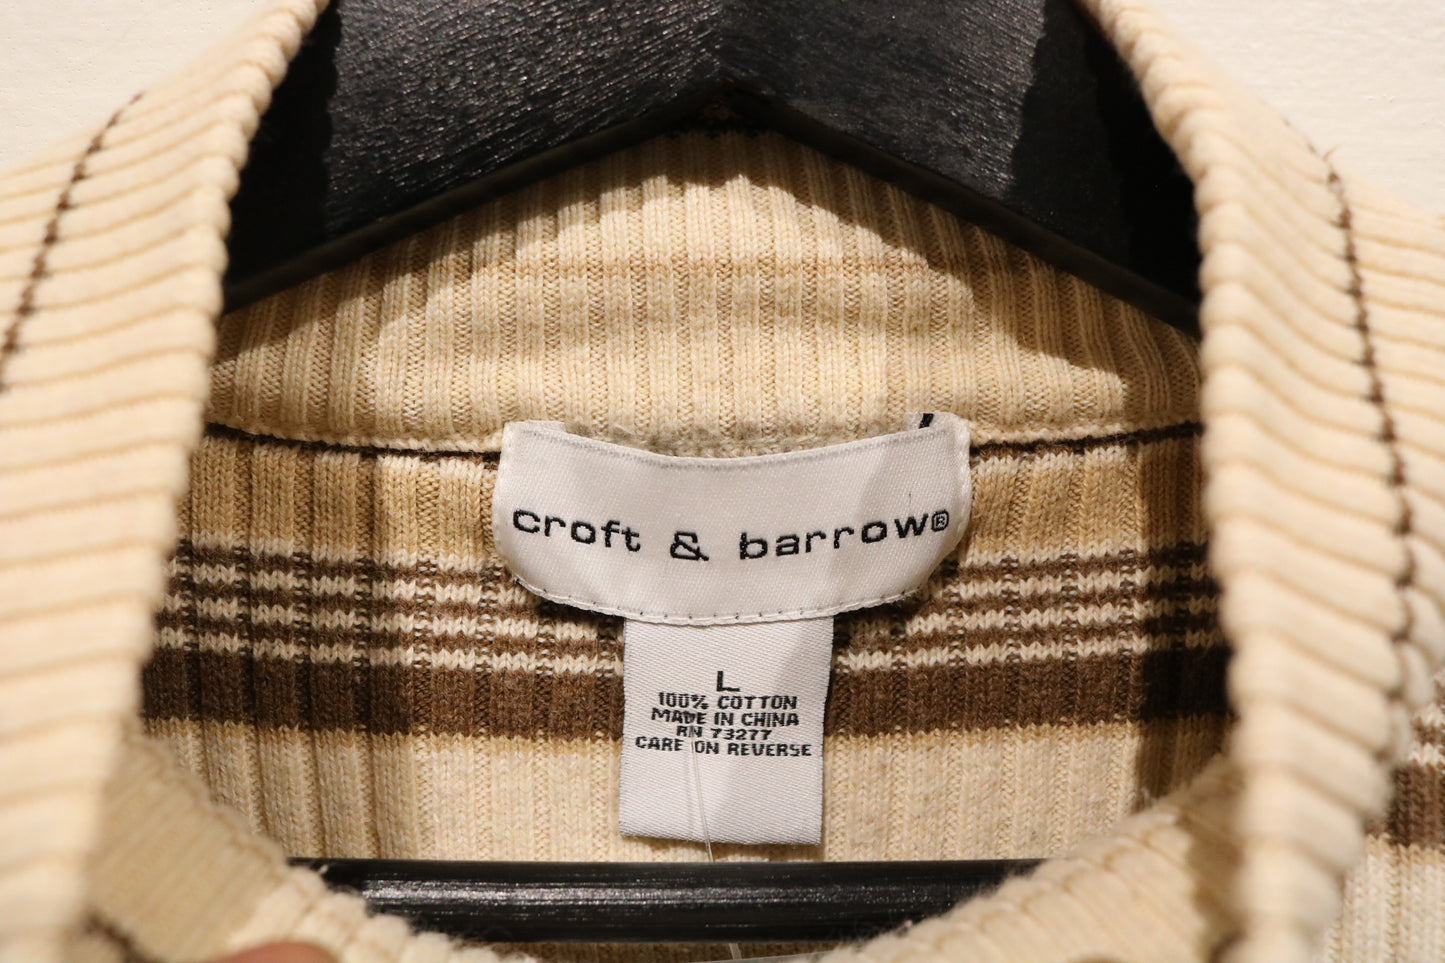 croft & barrow®
L
100% COTTON
MADE IN CHINA
RN 73277
CARE ON REVERSE